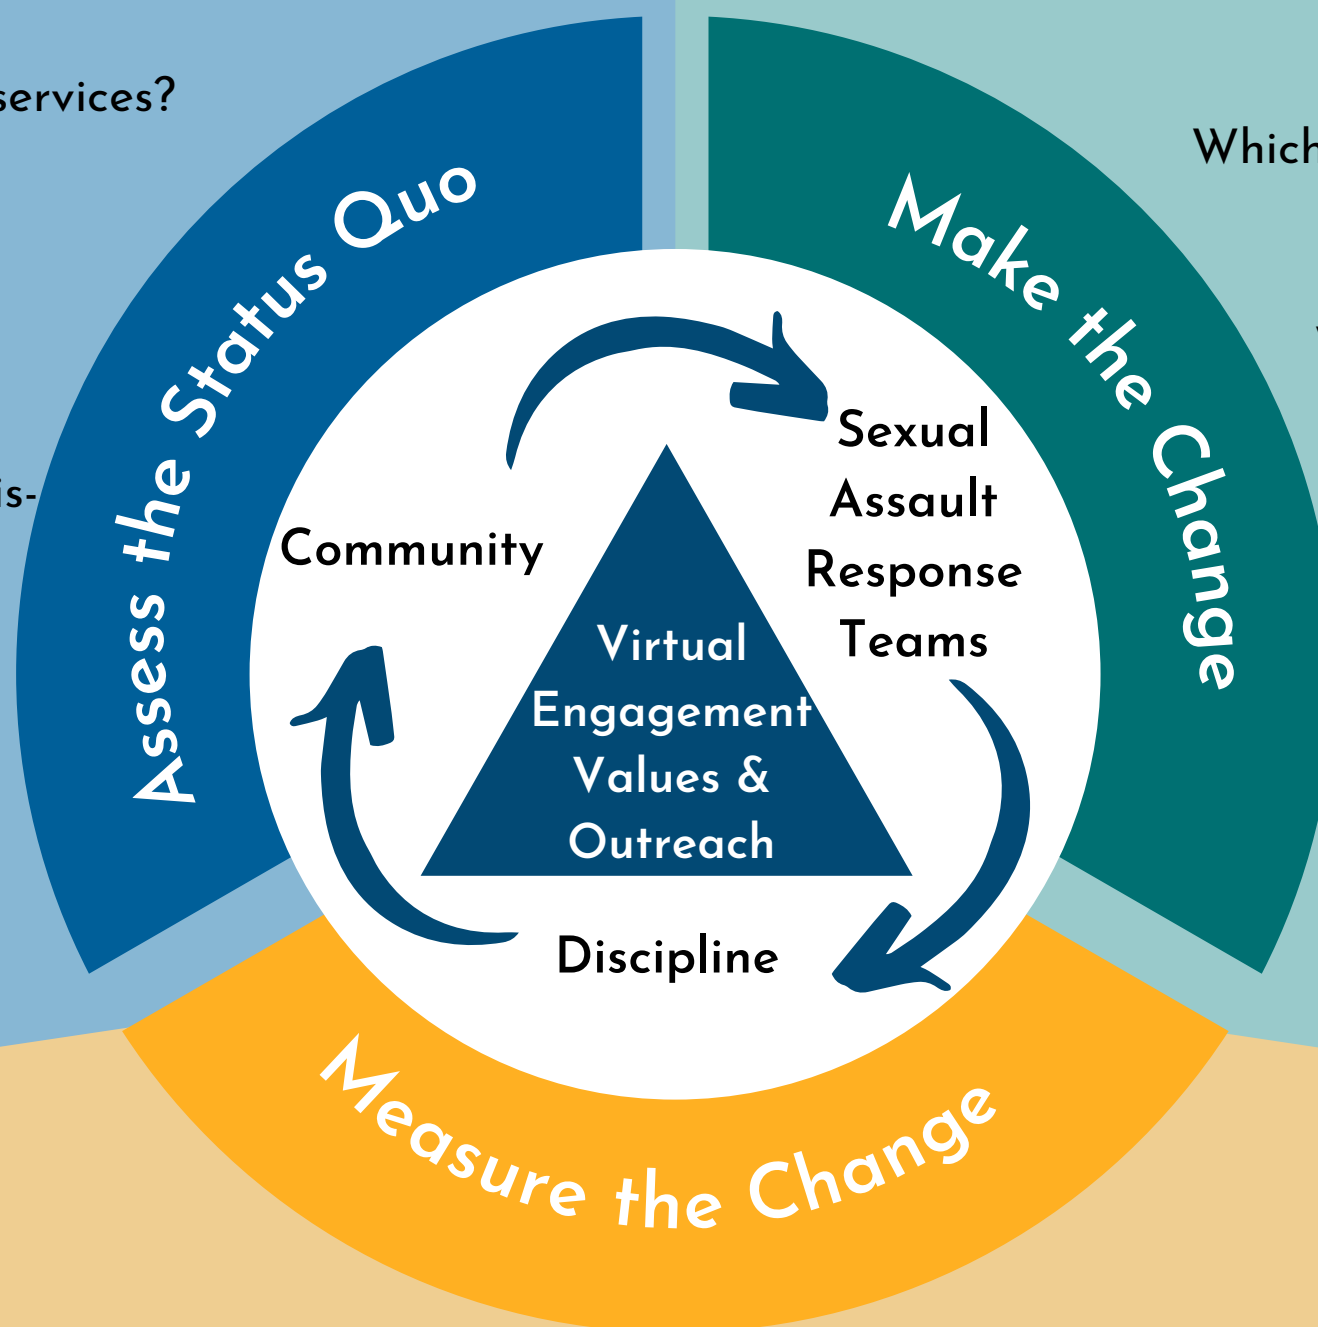 services?
Which
is-
Assess the Status Quo
Make the Change
Community
Sexual
Assault
Response
Teams
Virtual
Engagement
Values &
Outreach
Discipline
Measure the Change